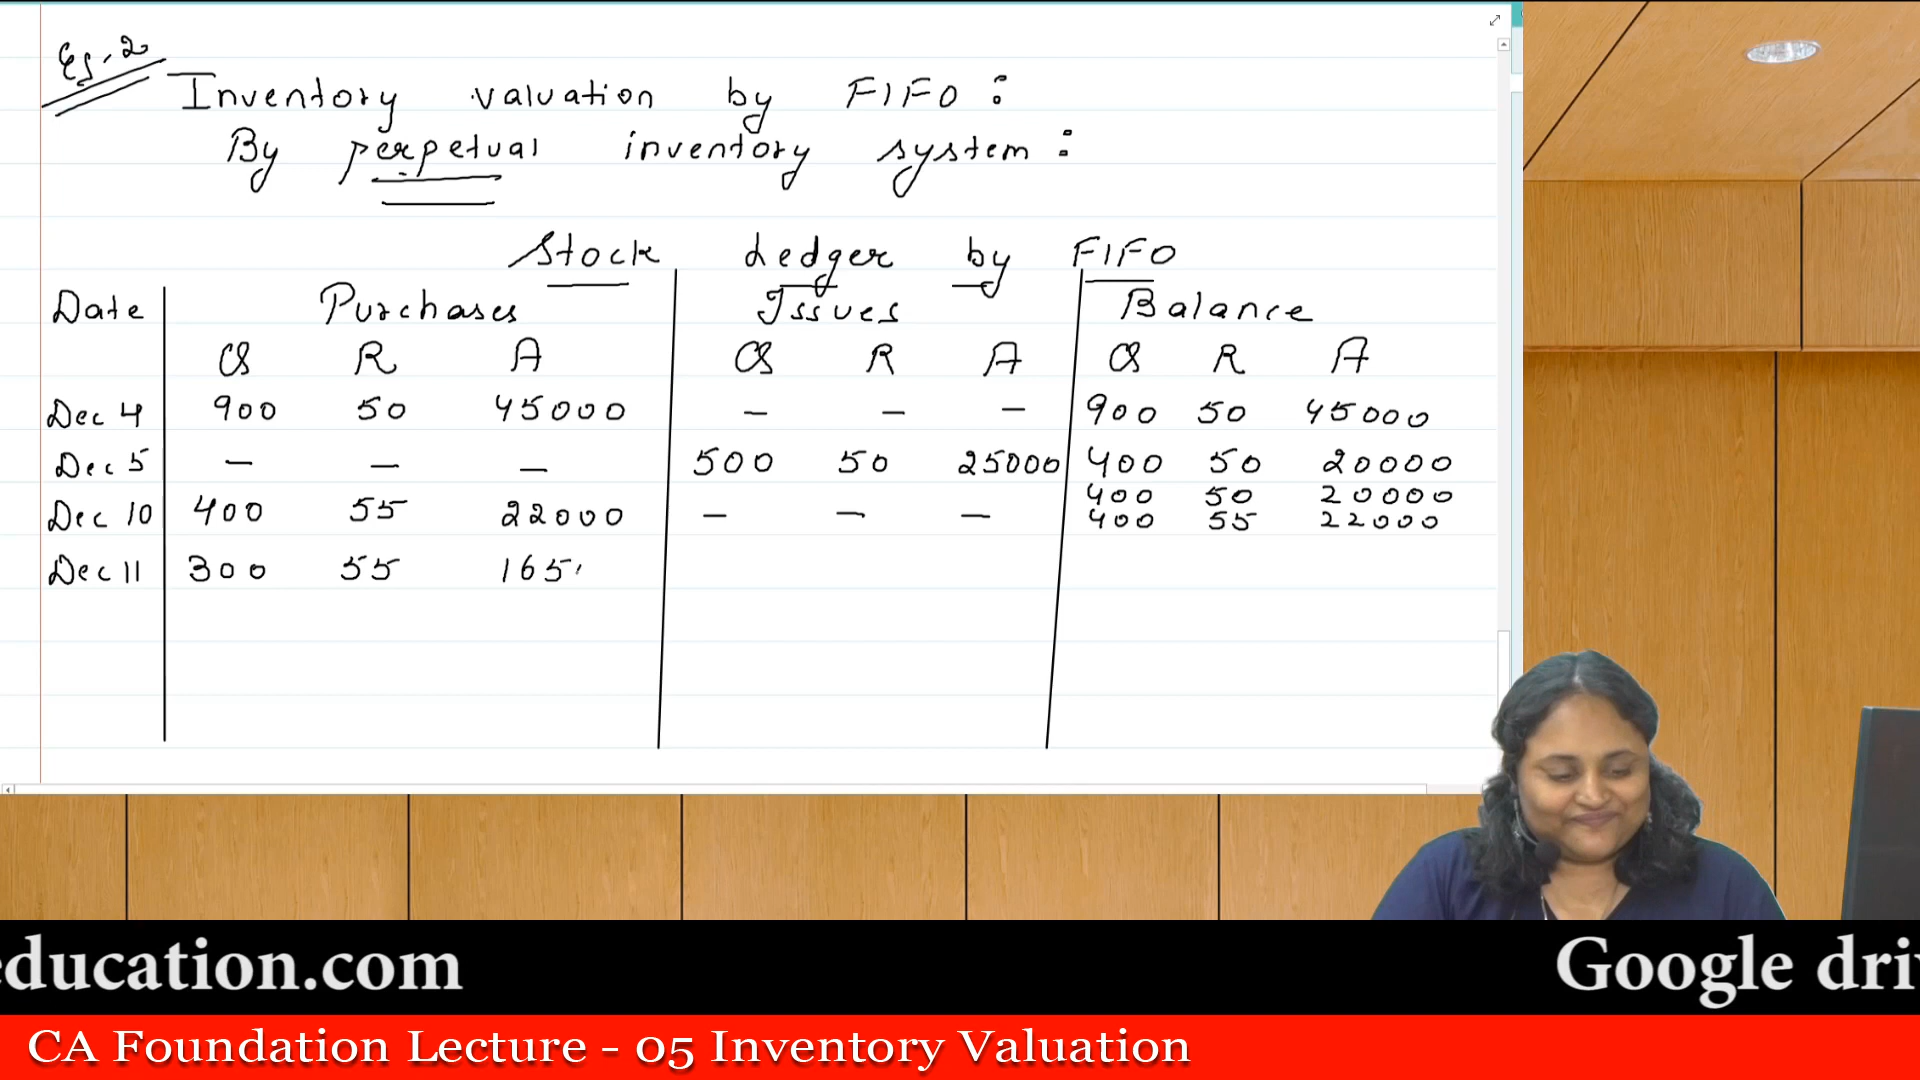 Eg. 2
Inventory valuation by FIFO :
By perpetual inventory system :
Stock Ledger by FIFO
Date Purchases Issues Balance
Q R A Q R A Q R A
Dec 4 900 50 45000 — — — 900 50 45000
Dec 5 — — — 500 50 25000 400 50 20000
400 50 20000
Dec 10 400 55 22000 — — — 400 55 22000
Dec 11 300 55 165
education.com Google driv
CA Foundation Lecture - 05 Inventory Valuation